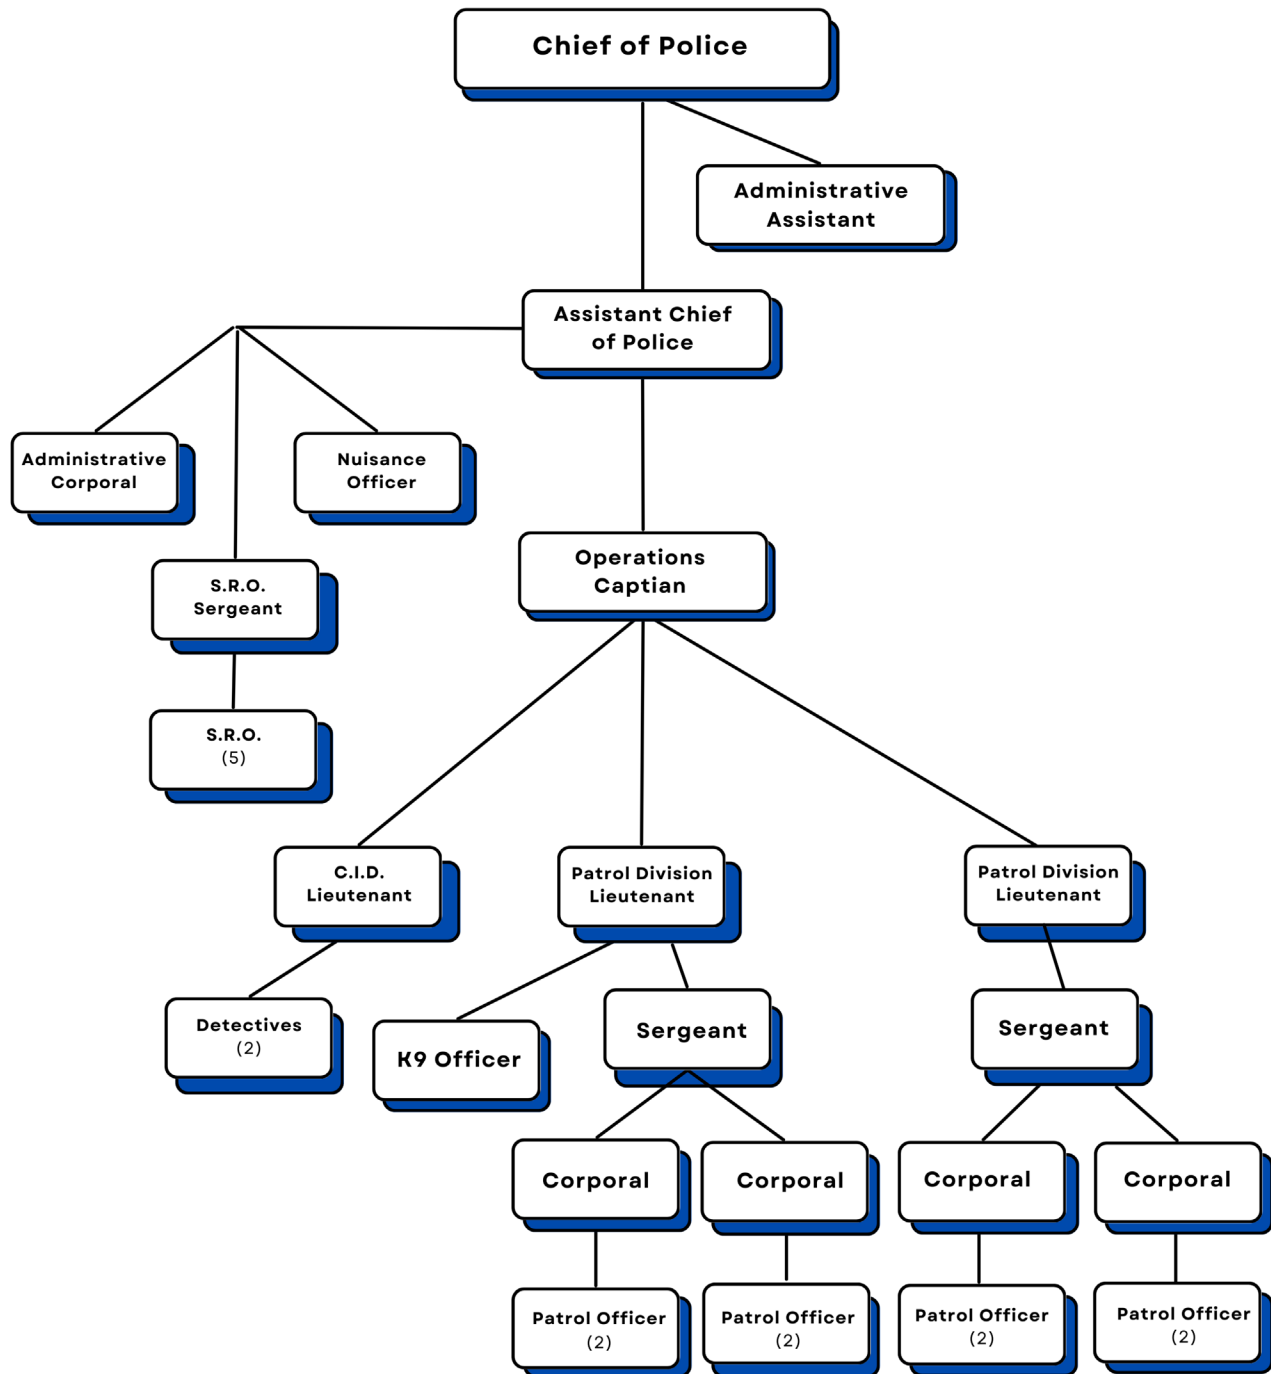 Chief of Police
Administrative
Assistant
Assistant Chief
of Police
Administrative
Corporal
Nuisance
Officer
S.R.O.
Sergeant
Operations
Captian
S.R.O.
(5)
C.I.D.
Lieutenant
Patrol Division
Lieutenant
Patrol Division
Lieutenant
Detectives
(2)
K9 Officer
Sergeant
Sergeant
Corporal
Corporal
Corporal
Corporal
Patrol Officer
(2)
Patrol Officer
(2)
Patrol Officer
(2)
Patrol Officer
(2)